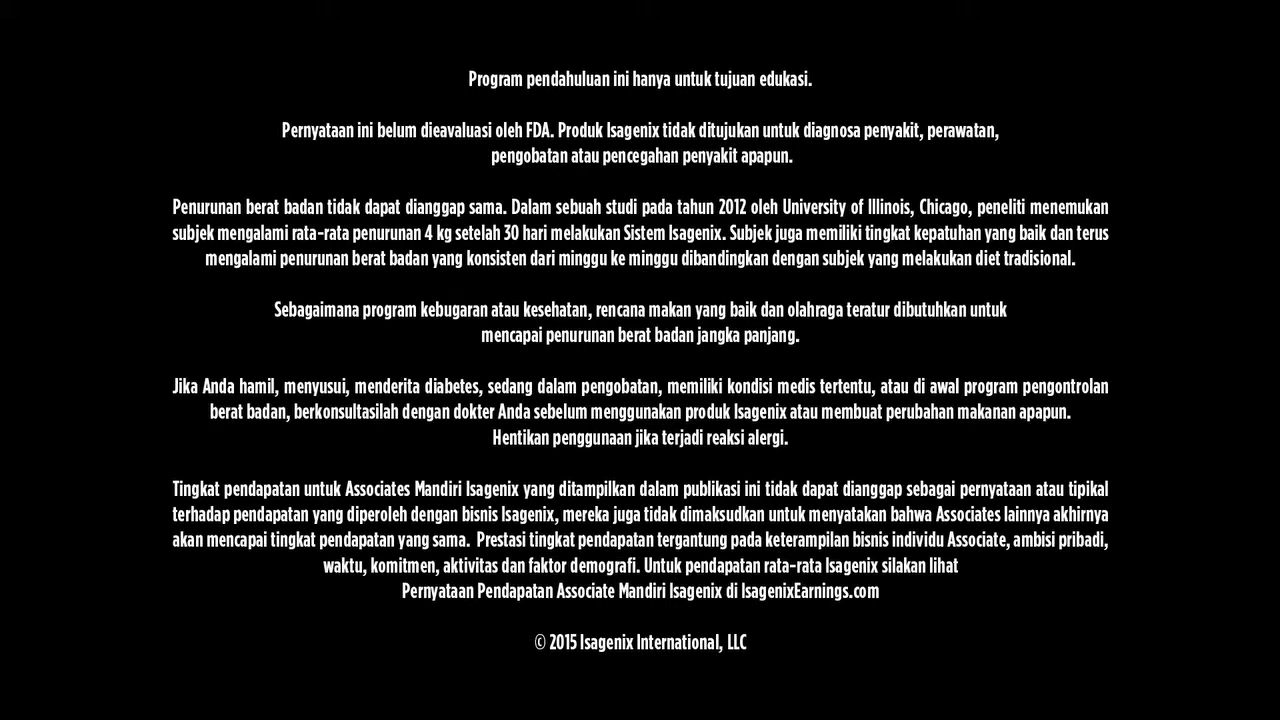 Program pendahuluan ini hanya untuk tujuan edukasi.
Pernyataan ini belum dieavaluasi oleh FDA. Produk Isagenix tidak ditujukan untuk diagnosa penyakit, perawatan,
pengobatan atau pencegahan penyakit apapun.
Penurunan berat badan tidak dapat dianggap sama. Dalam sebuah studi pada tahun 2012 oleh University of Illinois, Chicago, peneliti menemukan
subjek mengalami rata-rata penurunan 4 kg setelah 30 hari melakukan Sistem Isagenix. Subjek juga memiliki tingkat kepatuhan yang baik dan terus
mengalami penurunan berat badan yang konsisten dari minggu ke minggu dibandingkan dengan subjek yang melakukan diet tradisional.
Sebagaimana program kebugaran atau kesehatan, rencana makan yang baik dan olahraga teratur dibutuhkan untuk
mencapai penurunan berat badan jangka panjang.
Jika Anda hamil, menyusui, menderita diabetes, sedang dalam pengobatan, memiliki kondisi medis tertentu, atau di awal program pengontrolan
berat badan, berkonsultasilah dengan dokter Anda sebelum menggunakan produk Isagenix atau membuat perubahan makanan apapun.
Hentikan penggunaan jika terjadi reaksi alergi.
Tingkat pendapatan untuk Associates Mandiri Isagenix yang ditampilkan dalam publikasi ini tidak dapat dianggap sebagai pernyataan atau tipikal
terhadap pendapatan yang diperoleh dengan bisnis Isagenix, mereka juga tidak dimaksudkan untuk menyatakan bahwa Associates lainnya akhirnya
akan mencapai tingkat pendapatan yang sama. Prestasi tingkat pendapatan tergantung pada keterampilan bisnis individu Associate, ambisi pribadi,
waktu, komitmen, aktivitas dan faktor demografi. Untuk pendapatan rata-rata Isagenix silakan lihat
Pernyataan Pendapatan Associate Mandiri Isagenix di IsagenixEarnings.com
© 2015 Isagenix International, LLC